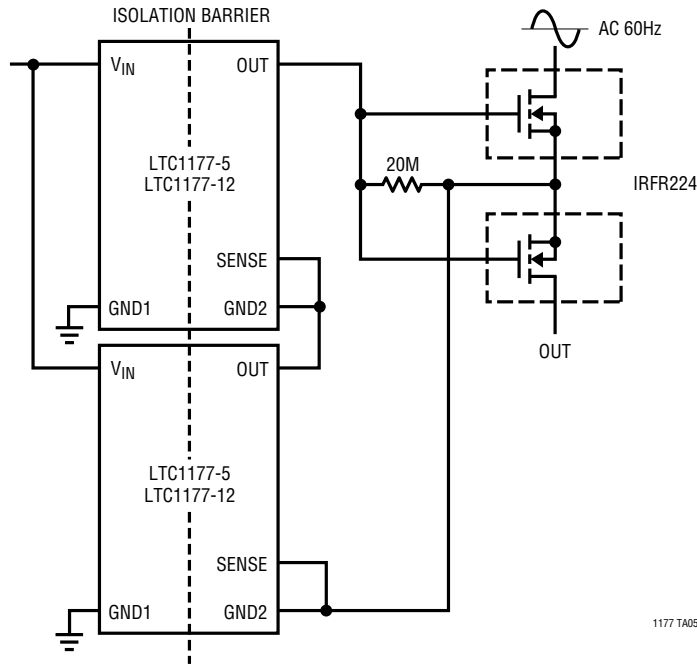 ISOLATION BARRIER
AC 60Hz
VIN
OUT
LTC1177-5
LTC1177-12
20M
IRFR224
SENSE
GND1
GND2
VIN
OUT
OUT
LTC1177-5
LTC1177-12
SENSE
GND1
GND2
1177 TA05